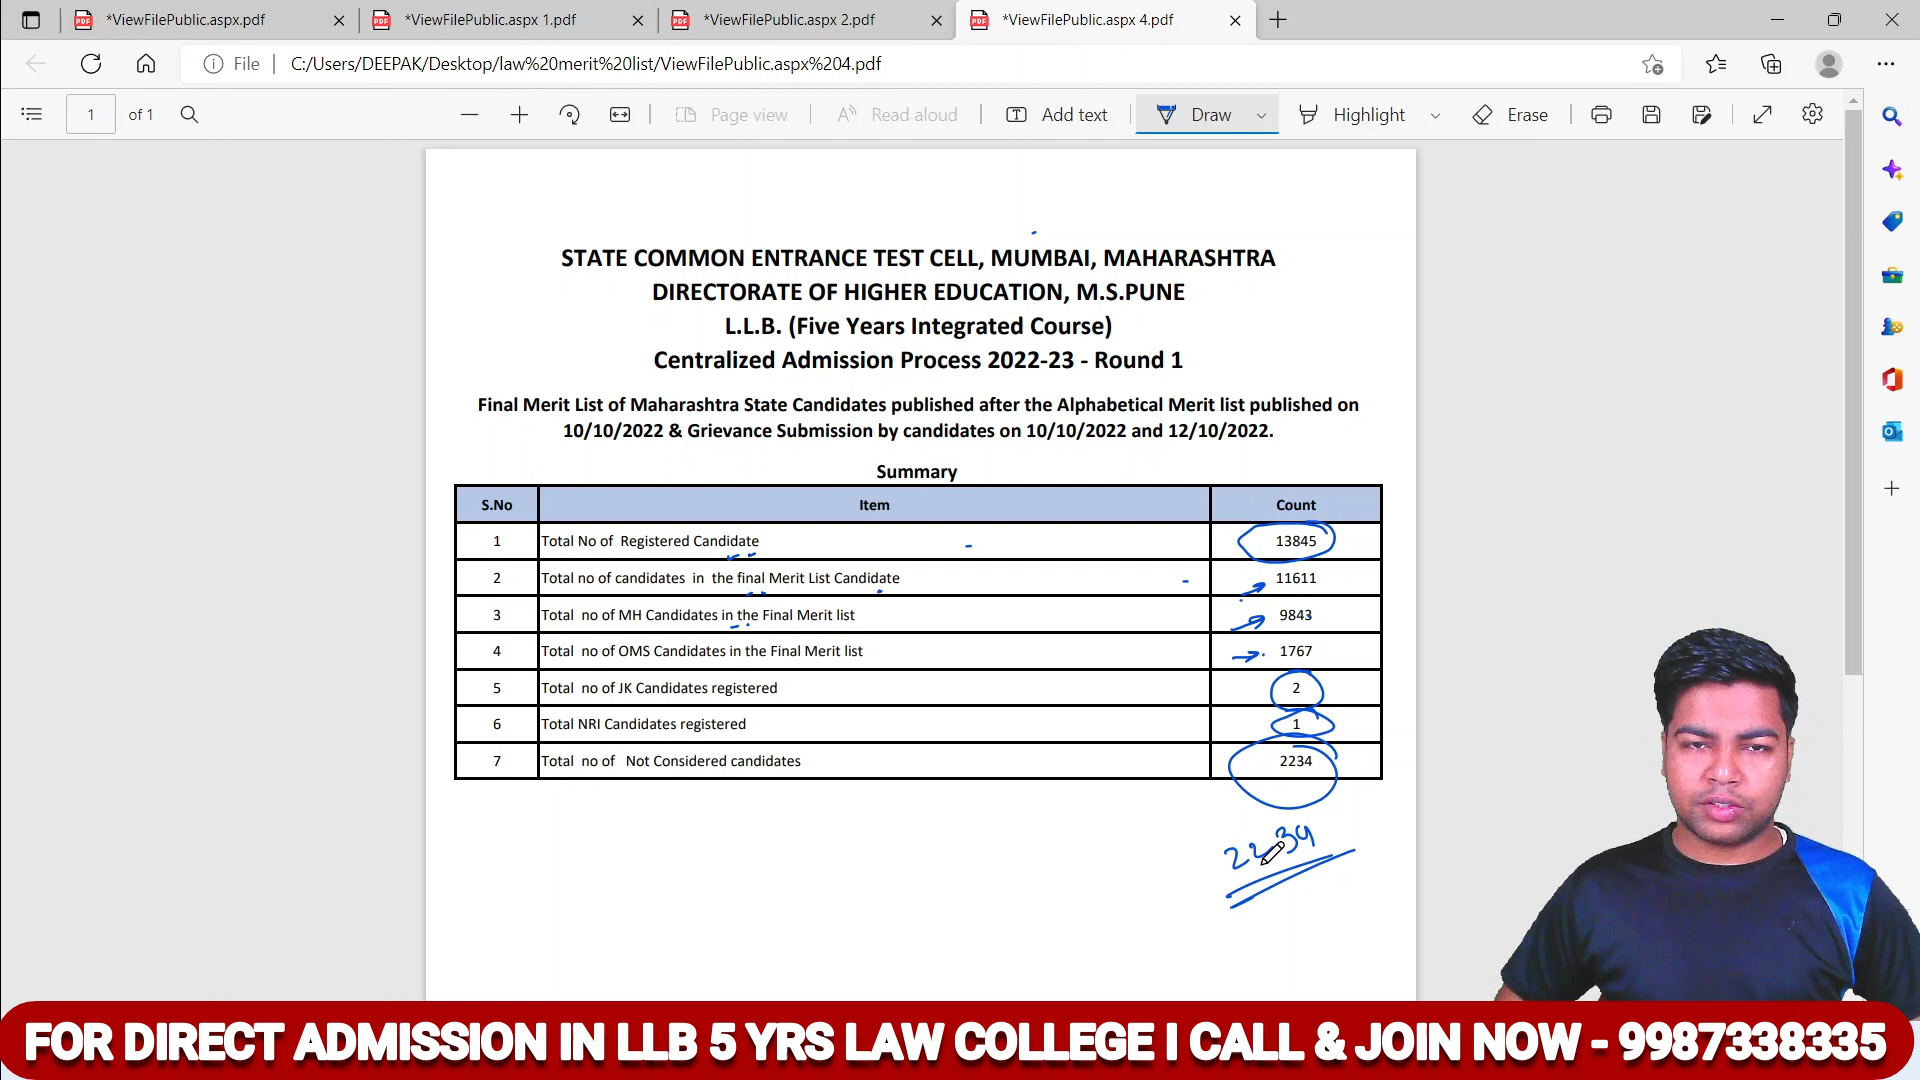 *ViewFilePublic.aspx.pdf
*ViewFilePublic.aspx 1.pdf
*ViewFilePublic.aspx 2.pdf
*ViewFilePublic.aspx 4.pdf
File
C:/Users/DEEPAK/Desktop/law%20merit%20list/ViewFilePublic.aspx%204.pdf
1 of 1
Page view
Read aloud
Add text
Draw
Highlight
Erase
STATE COMMON ENTRANCE TEST CELL, MUMBAI, MAHARASHTRA
DIRECTORATE OF HIGHER EDUCATION, M.S.PUNE
L.L.B. (Five Years Integrated Course)
Centralized Admission Process 2022-23 - Round 1
Final Merit List of Maharashtra State Candidates published after the Alphabetical Merit list published on
10/10/2022 & Grievance Submission by candidates on 10/10/2022 and 12/10/2022.
Summary
S.No Item Count
1 Total No of Registered Candidate 13845
2 Total no of candidates in the final Merit List Candidate 11611
3 Total no of MH Candidates in the Final Merit list 9843
4 Total no of OMS Candidates in the Final Merit list 1767
5 Total no of JK Candidates registered 2
6 Total NRI Candidates registered 1
7 Total no of Not Considered candidates 2234
2234
FOR DIRECT ADMISSION IN LLB 5 YRS LAW COLLEGE I CALL & JOIN NOW - 9987338335